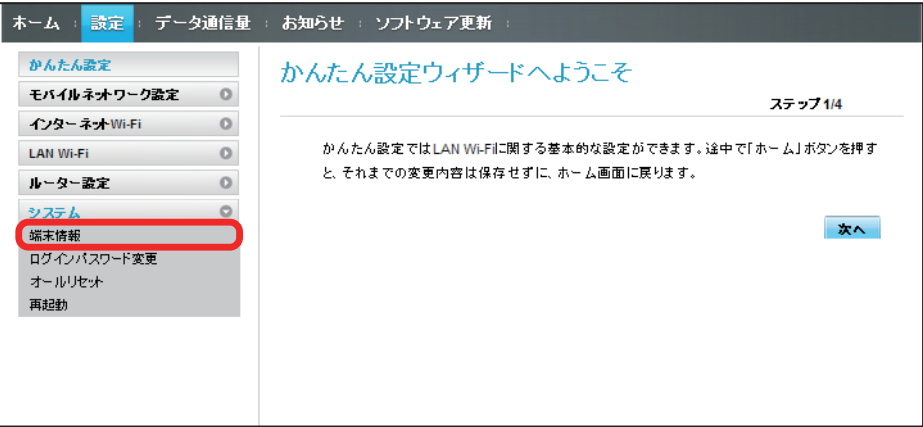 ホーム 設定 データ通信量 お知らせ ソフトウェア更新
かんたん設定
モバイルネットワーク設定
インターネットWi-Fi
LAN Wi-Fi
ルーター設定
システム
端末情報
ログインパスワード変更
オールリセット
再起動
かんたん設定ウィザードへようこそ
ステップ 1/4
かんたん設定ではLAN Wi-Fiに関する基本的な設定ができます。途中で「ホーム」ボタンを押す
と、それまでの変更内容は保存せずに、ホーム画面に戻ります。
次へ